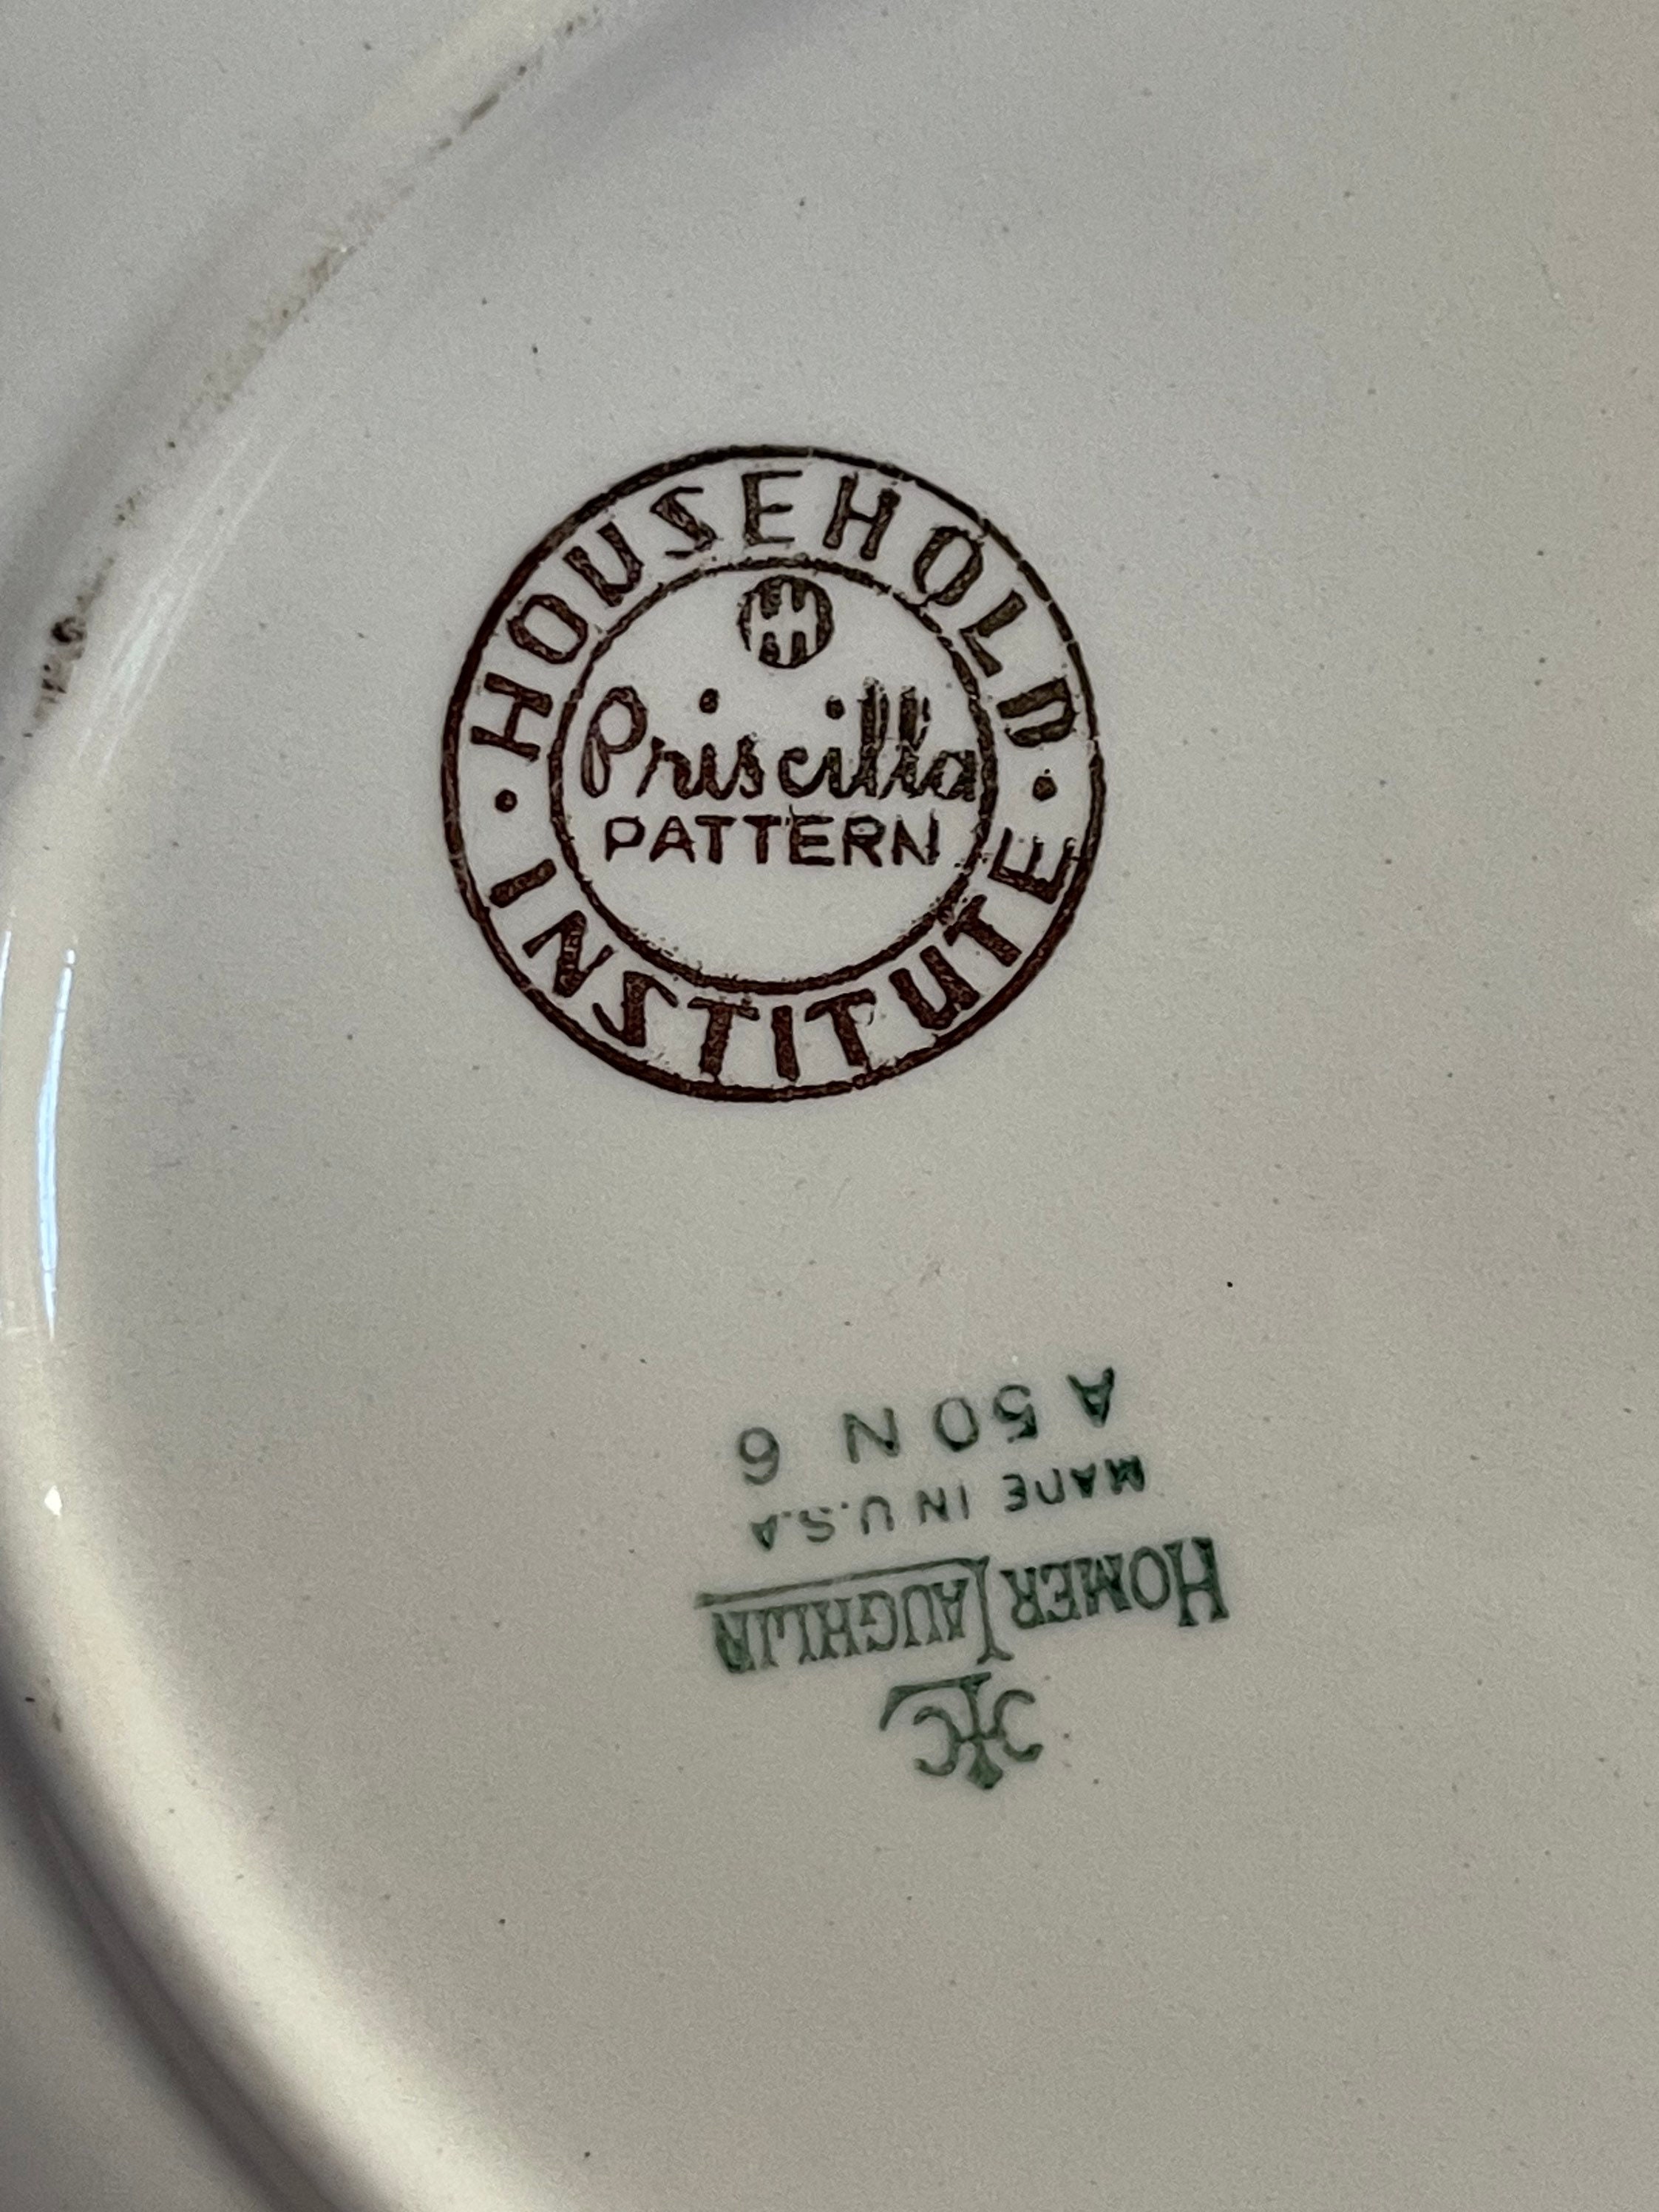 HOUSEHOLD
Priscilla
PATTERN
INSTITUTE
HOMER LAUGHLIN
MADE IN U.S.A
A 50 N 6